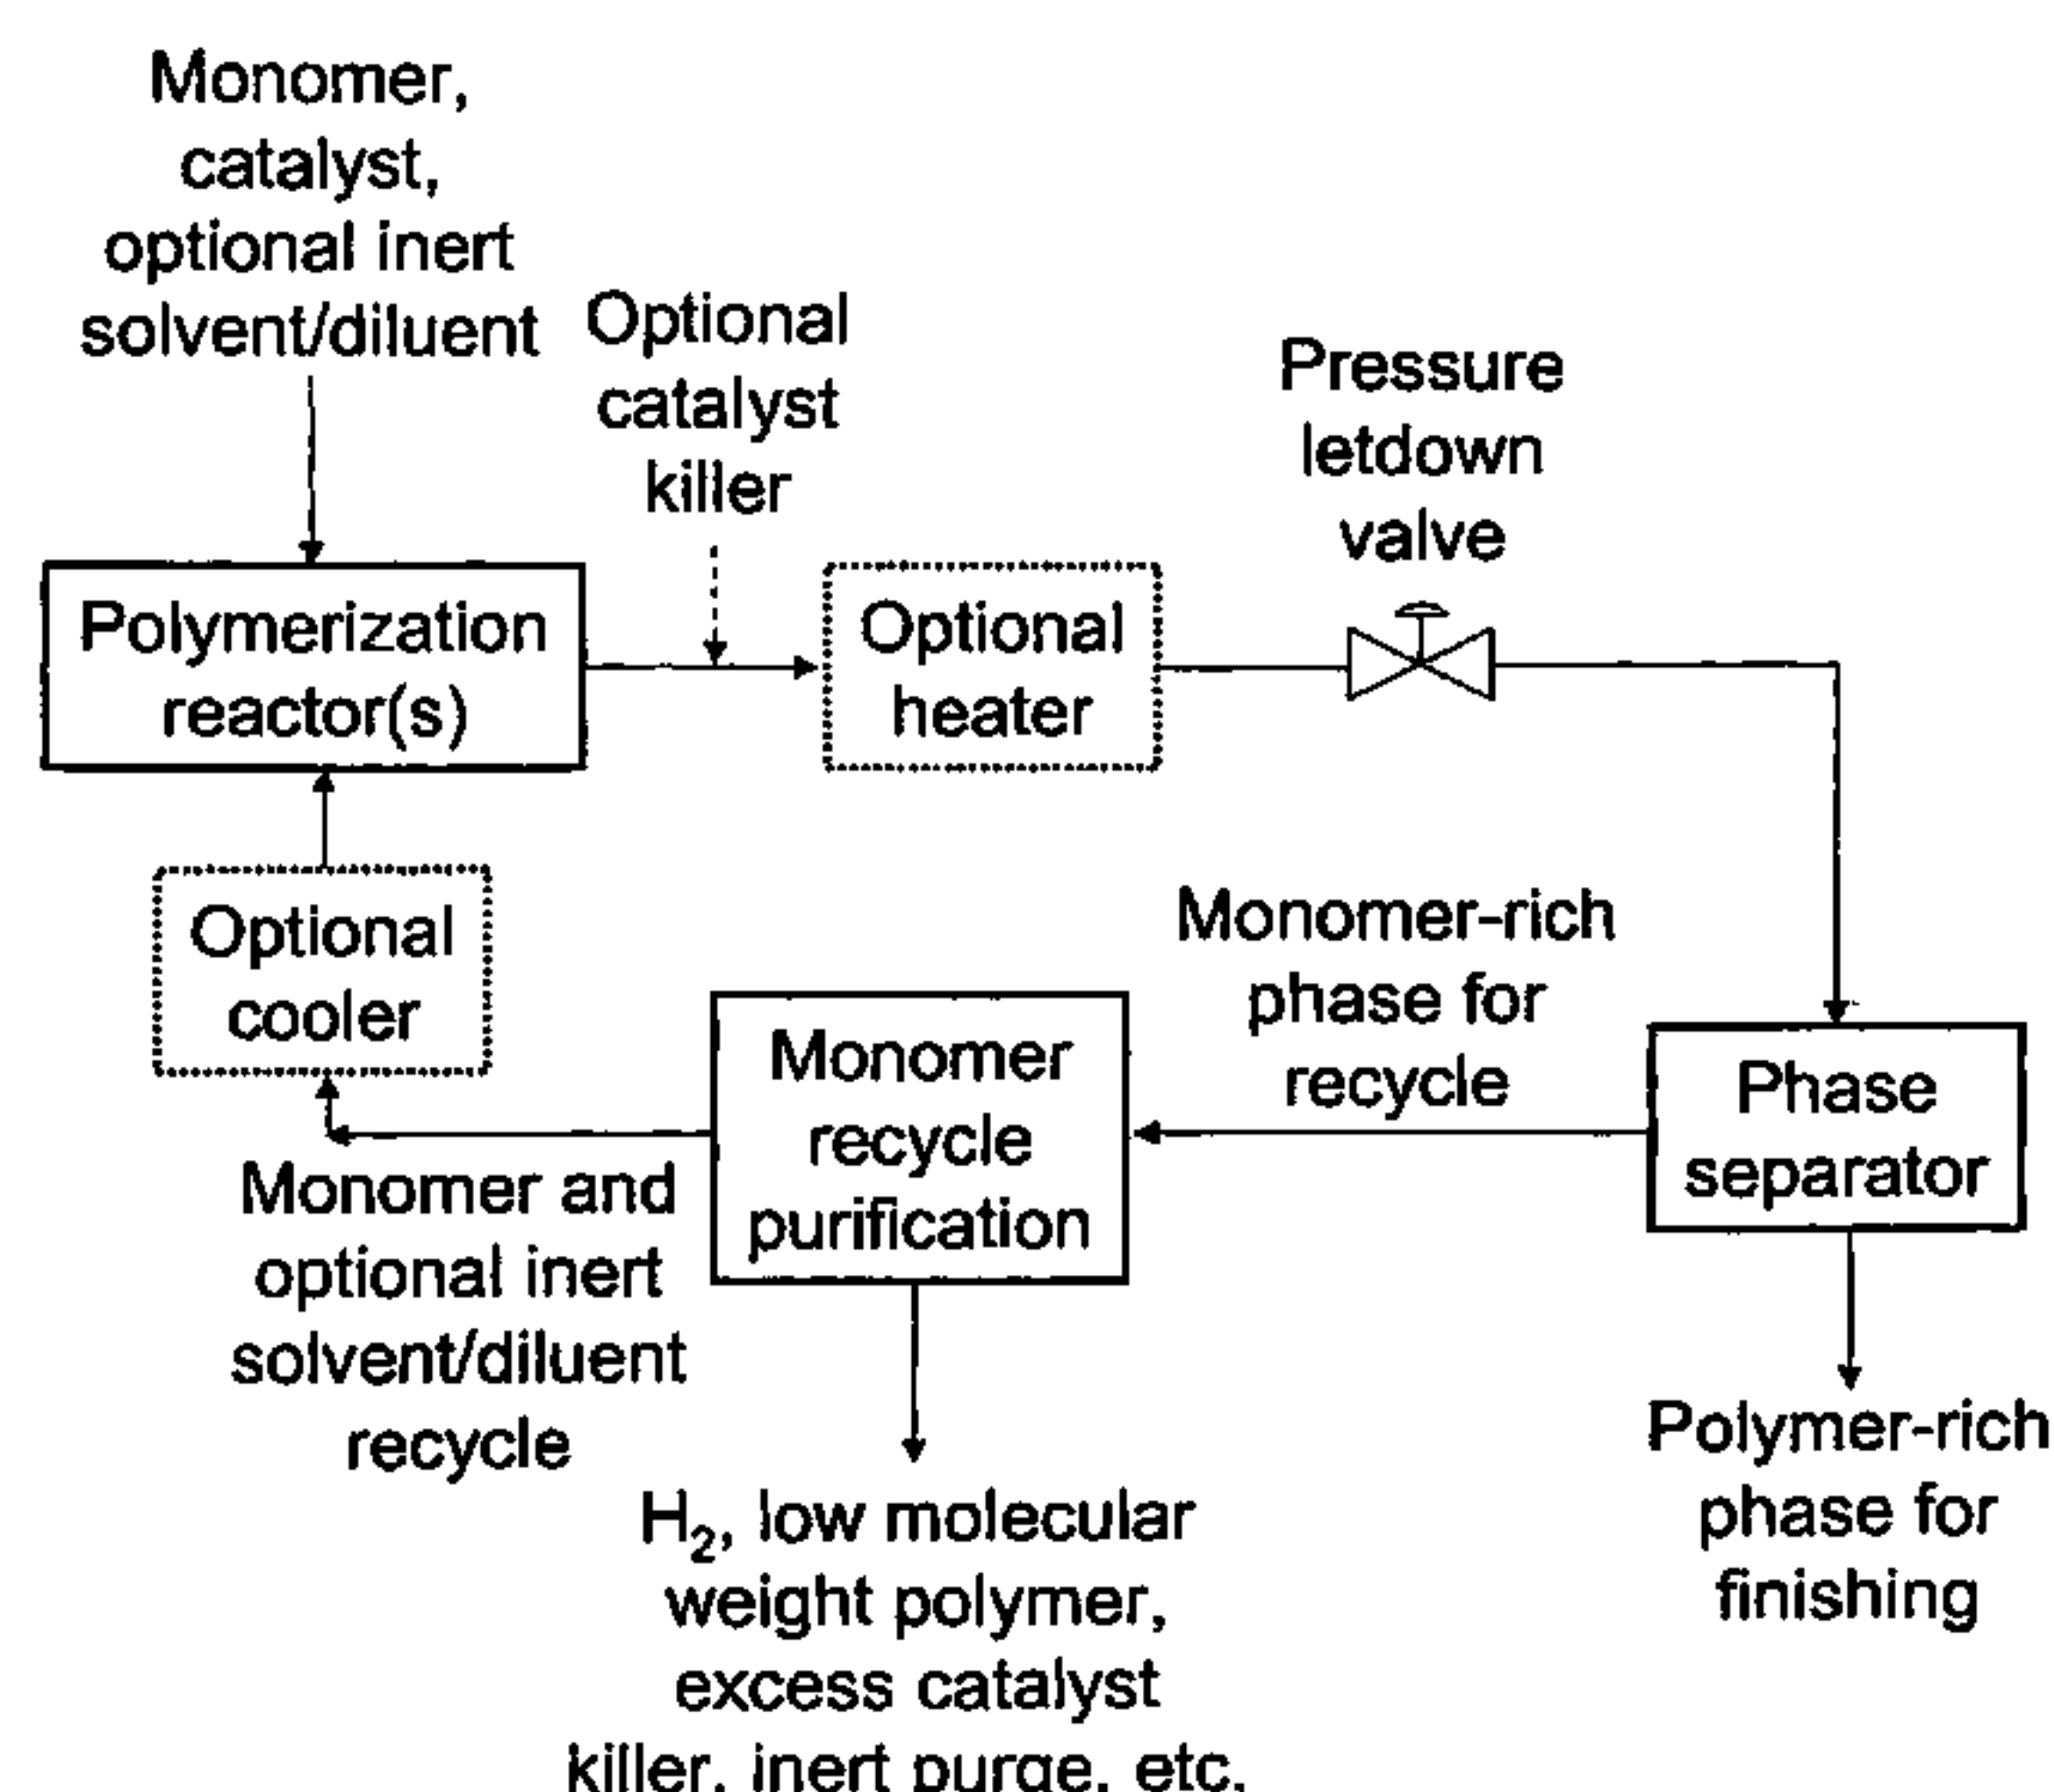 Monomer,
catalyst,
optional inert
solvent/diluent
Optional
catalyst
killer
Pressure
letdown
valve
Polymerization
reactor(s)
Optional
heater
Optional
cooler
Monomer-rich
phase for
recycle
Monomer
recycle
purification
Phase
separator
Monomer and
optional inert
solvent/diluent
recycle
Polymer-rich
phase for
finishing
H₂, low molecular
weight polymer,
excess catalyst
killer, inert purge, etc.